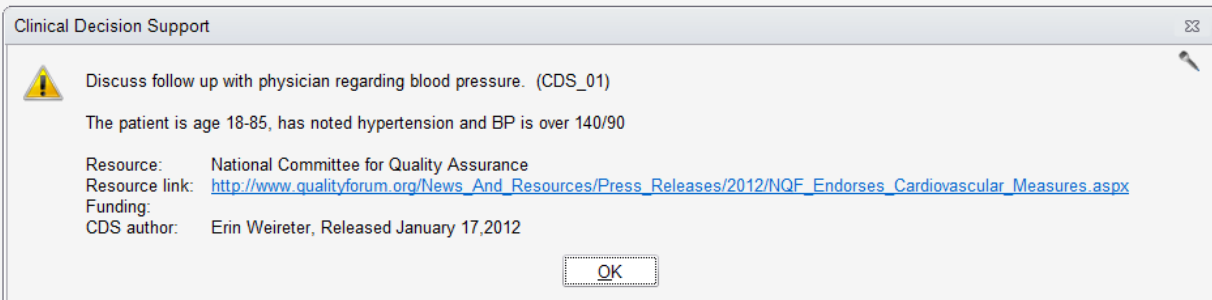 Clinical Decision Support
Discuss follow up with physician regarding blood pressure.  (CDS_01)
The patient is age 18-85, has noted hypertension and BP is over 140/90
Resource: National Committee for Quality Assurance
Resource link: http://www.qualityforum.org/News_And_Resources/Press_Releases/2012/NQF_Endorses_Cardiovascular_Measures.aspx
Funding:
CDS author: Erin Weireter, Released January 17,2012
OK